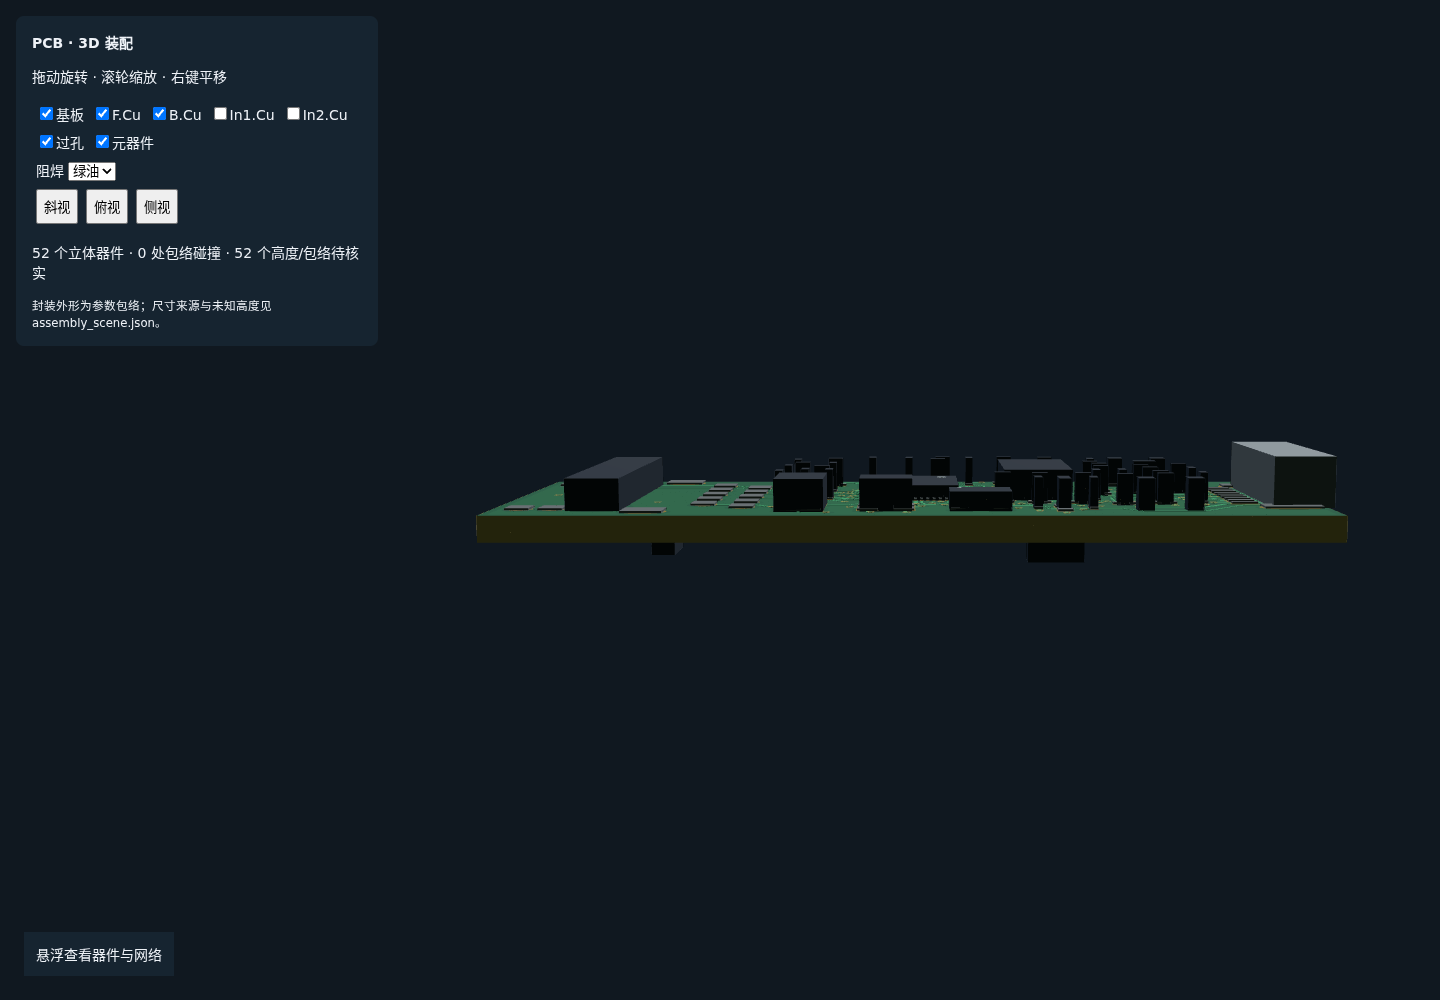 PCB · 3D 装配
拖动旋转 · 滚轮缩放 · 右键平移
基板 F.Cu B.Cu In1.Cu In2.Cu
过孔 元器件
阻焊 绿油
斜视 俯视 侧视
52 个立体器件 · 0 处包络碰撞 · 52 个高度/包络待核
实
封装外形为参数包络；尺寸来源与未知高度见
assembly_scene.json。
悬浮查看器件与网络